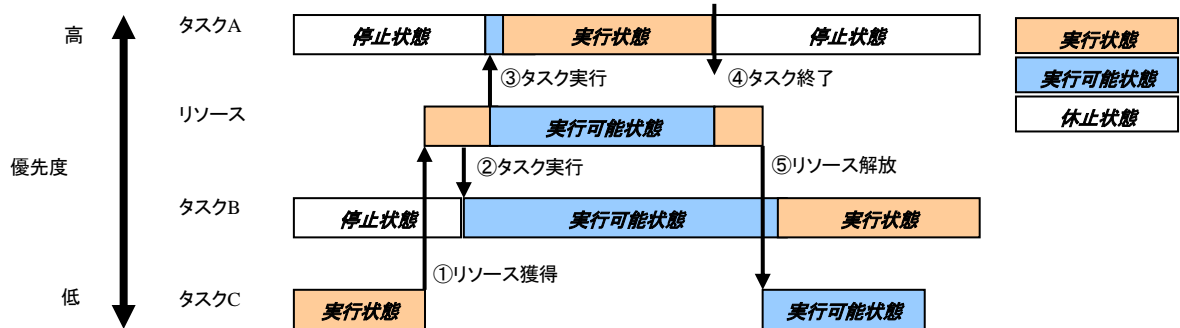 高
タスクA
停止状態
実行状態
停止状態
実行状態
③タスク実行
④タスク終了
実行可能状態
リソース
実行可能状態
休止状態
優先度
②タスク実行
⑤リソース解放
タスクB
停止状態
実行可能状態
実行状態
①リソース獲得
低
タスクC
実行状態
実行可能状態